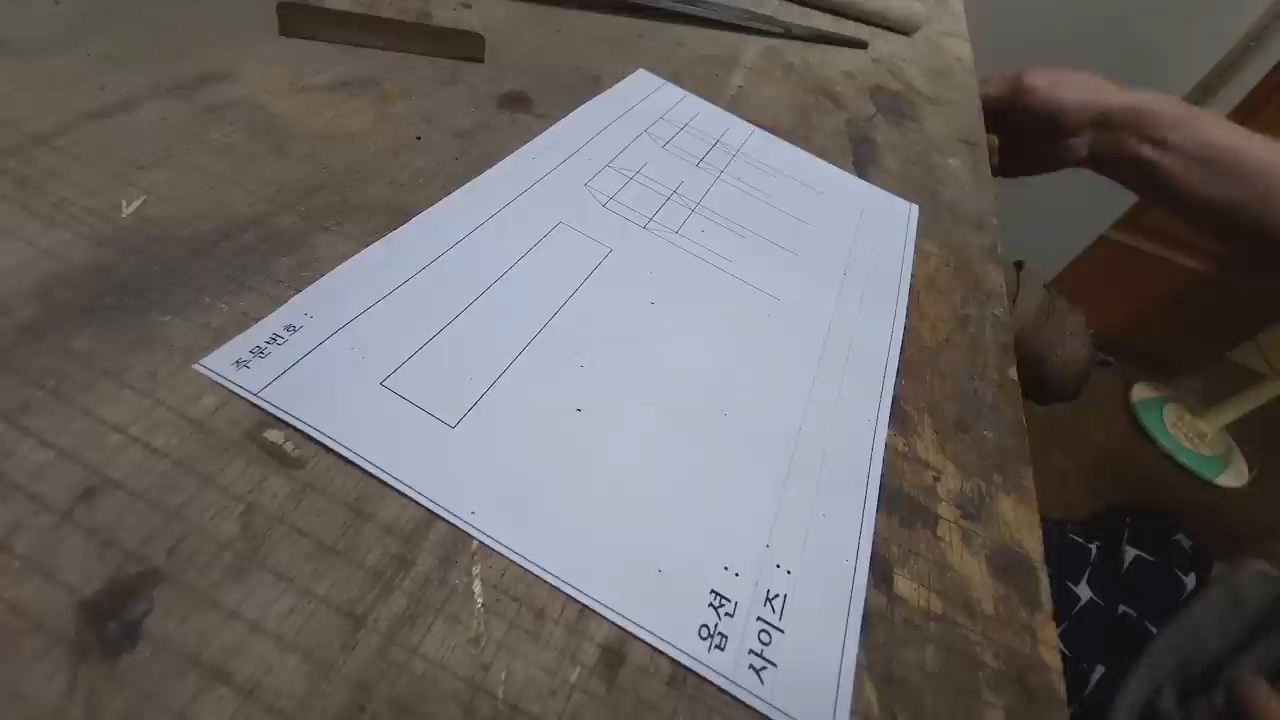 주문번호 :
옵션 :
사이즈 :